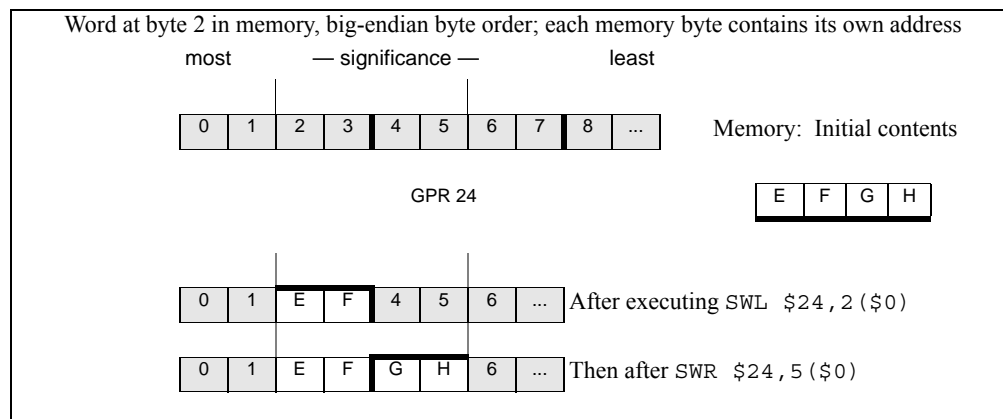 Word at byte 2 in memory, big-endian byte order; each memory byte contains its own address
most — significance — least
0 1 2 3 4 5 6 7 8 ... Memory: Initial contents
GPR 24
E F G H
0 1 E F 4 5 6 ... After executing SWL $24,2($0)
0 1 E F G H 6 ... Then after SWR $24,5($0)